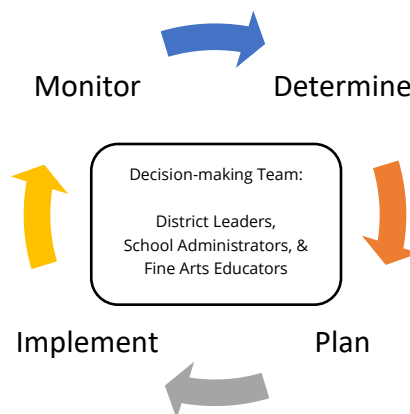 Monitor
Determine
Decision-making Team:
District Leaders,
School Administrators, &
Fine Arts Educators
Implement
Plan